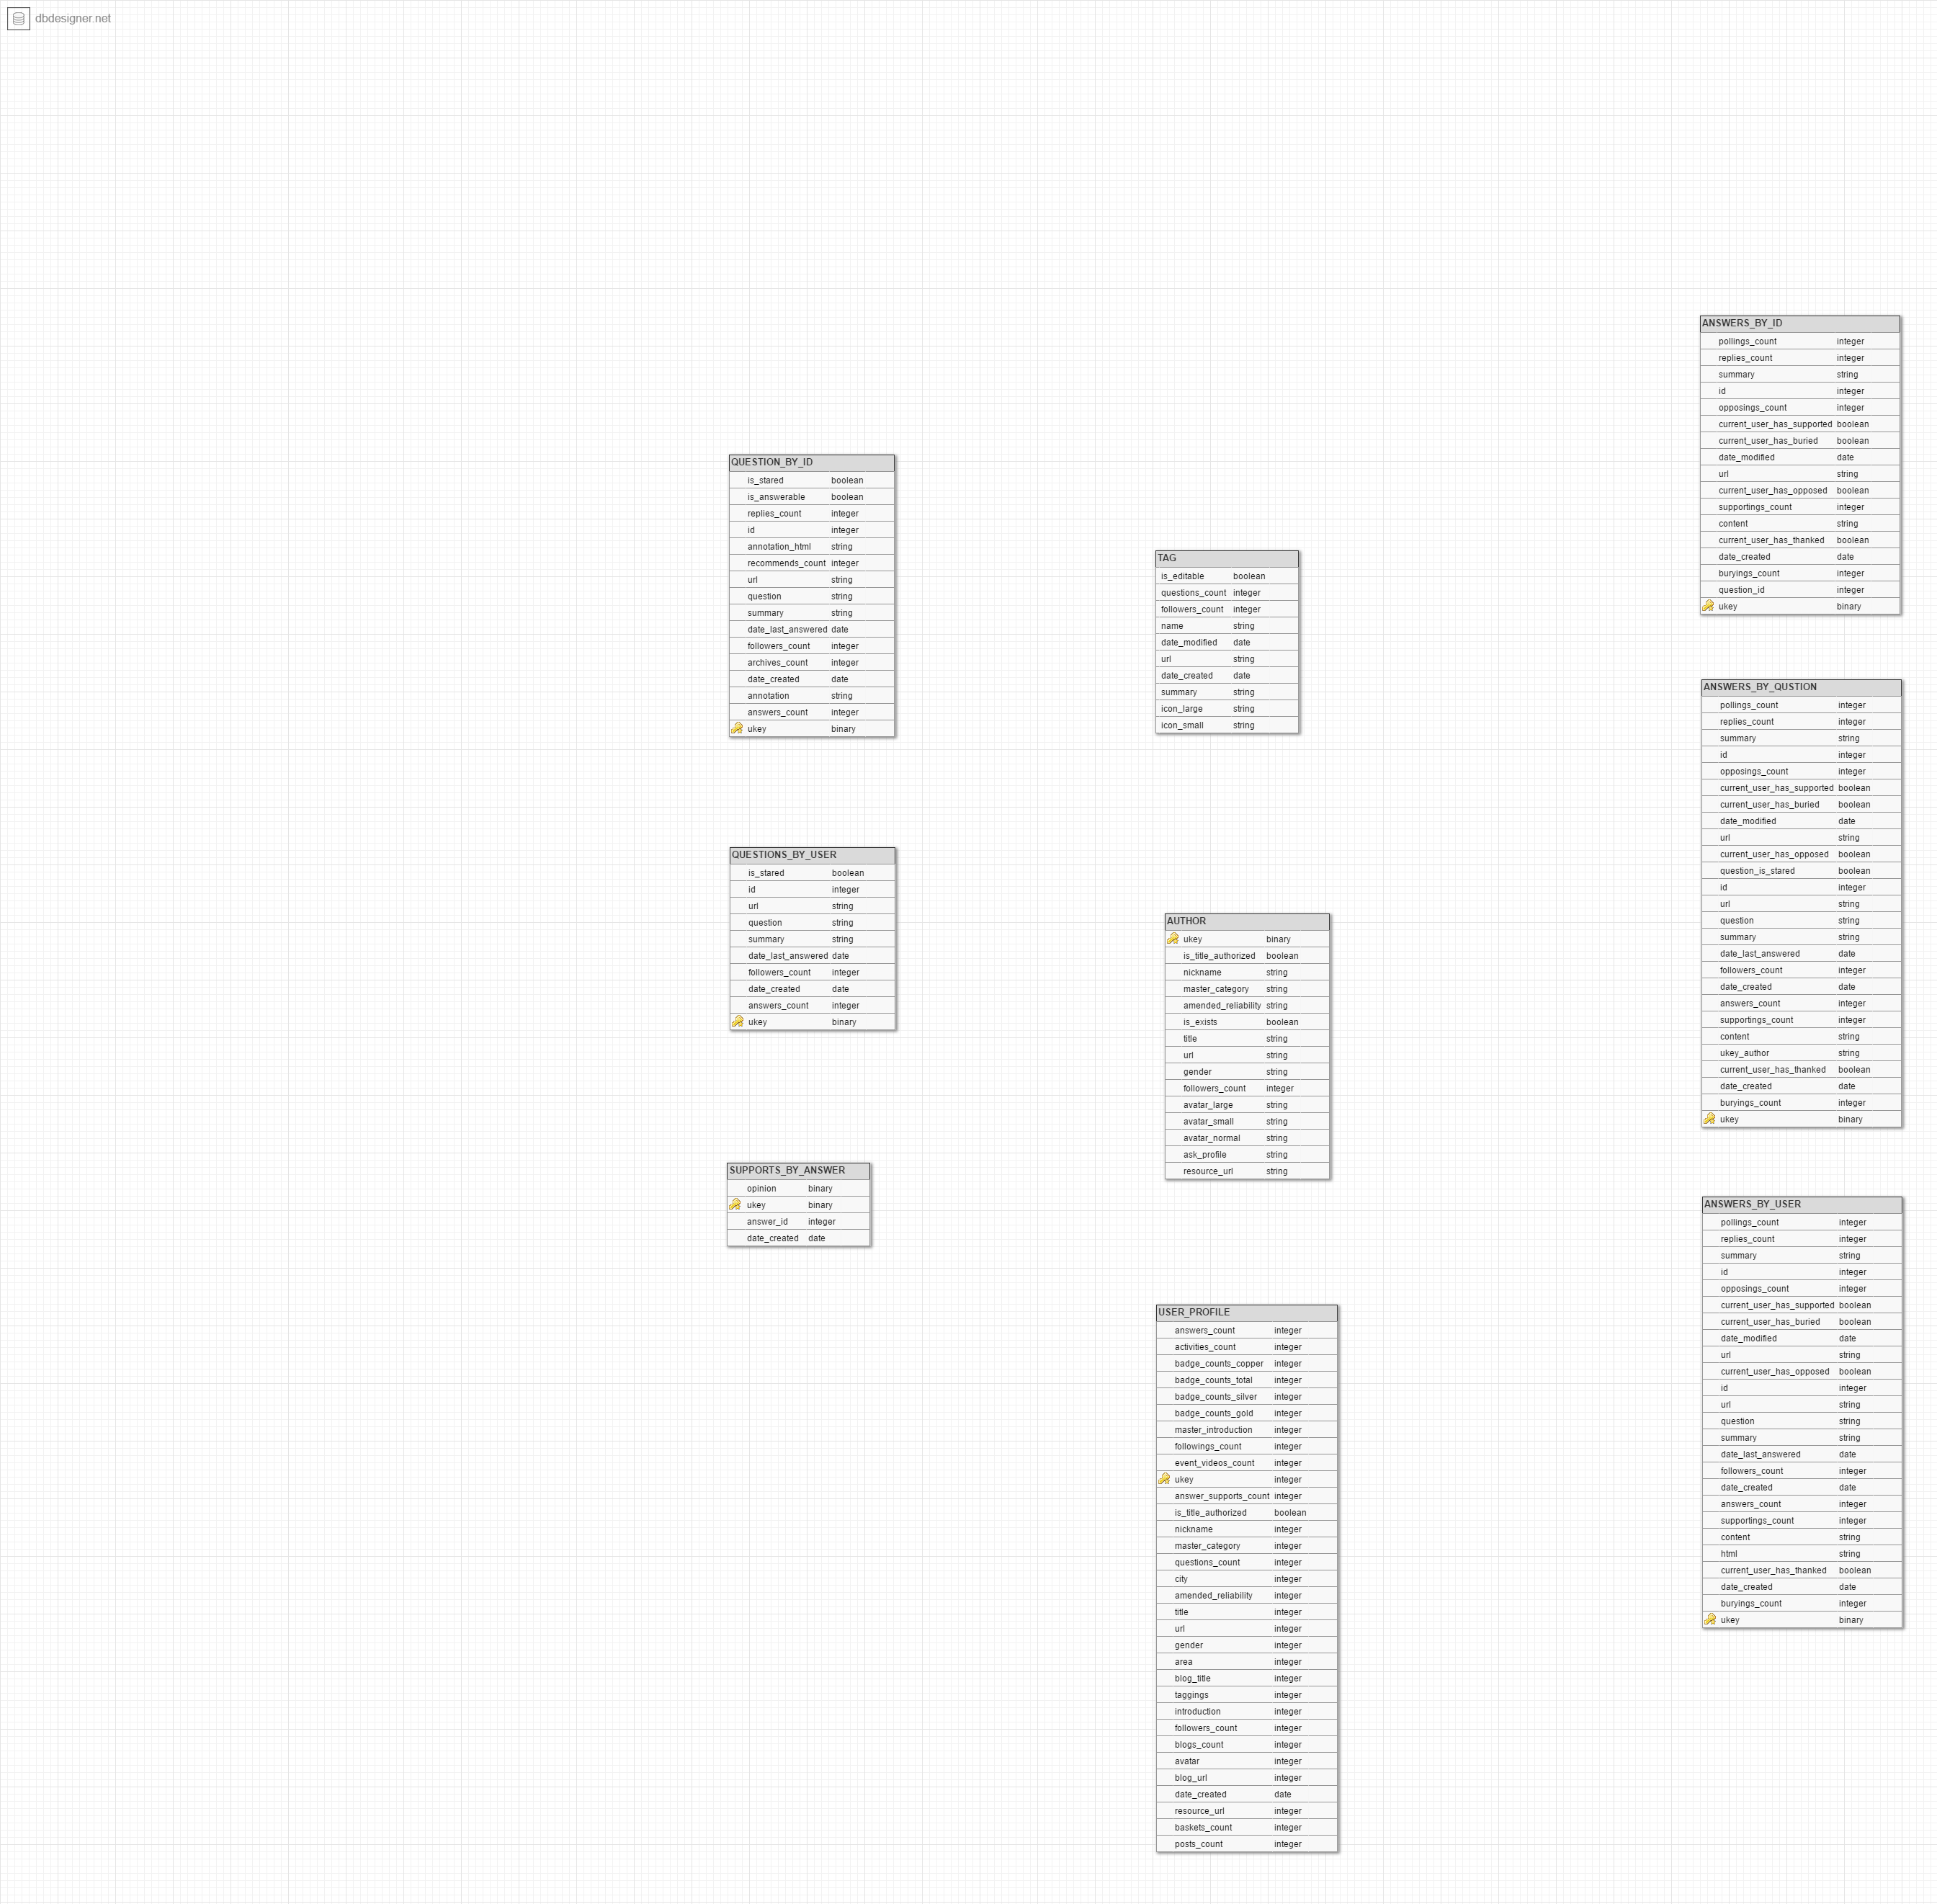 dbdesigner.net
QUESTION_BY_ID
is_stared boolean
is_answerable boolean
replies_count integer
id integer
annotation_html string
recommends_count integer
url string
question string
summary string
date_last_answered date
followers_count integer
archives_count integer
date_created date
annotation string
answers_count integer
ukey binary
QUESTIONS_BY_USER
is_stared boolean
id integer
url string
question string
summary string
date_last_answered date
followers_count integer
date_created date
answers_count integer
ukey binary
SUPPORTS_BY_ANSWER
opinion binary
ukey binary
answer_id integer
date_created date
TAG
is_editable boolean
questions_count integer
followers_count integer
name string
date_modified date
url string
date_created date
summary string
icon_large string
icon_small string
AUTHOR
ukey binary
is_title_authorized boolean
nickname string
master_category string
amended_reliability string
is_exists boolean
title string
url string
gender string
followers_count integer
avatar_large string
avatar_small string
avatar_normal string
ask_profile string
resource_url string
USER_PROFILE
answers_count integer
activities_count integer
badge_counts_copper integer
badge_counts_total integer
badge_counts_silver integer
badge_counts_gold integer
master_introduction integer
followings_count integer
event_videos_count integer
ukey integer
answer_supports_count integer
is_title_authorized boolean
nickname integer
master_category integer
questions_count integer
city integer
amended_reliability integer
title integer
url integer
gender integer
area integer
blog_title integer
taggings integer
introduction integer
followers_count integer
blogs_count integer
avatar integer
blog_url integer
date_created date
resource_url integer
baskets_count integer
posts_count integer
ANSWERS_BY_ID
pollings_count integer
replies_count integer
summary string
id integer
opposings_count integer
current_user_has_supported boolean
current_user_has_buried boolean
date_modified date
url string
current_user_has_opposed boolean
supportings_count integer
content string
current_user_has_thanked boolean
date_created date
buryings_count integer
question_id integer
ukey binary
ANSWERS_BY_QUSTION
pollings_count integer
replies_count integer
summary string
id integer
opposings_count integer
current_user_has_supported boolean
current_user_has_buried boolean
date_modified date
url string
current_user_has_opposed boolean
question_is_stared boolean
id integer
url string
question string
summary string
date_last_answered date
followers_count integer
date_created date
answers_count integer
supportings_count integer
content string
ukey_author string
current_user_has_thanked boolean
date_created date
buryings_count integer
ukey binary
ANSWERS_BY_USER
pollings_count integer
replies_count integer
summary string
id integer
opposings_count integer
current_user_has_supported boolean
current_user_has_buried boolean
date_modified date
url string
current_user_has_opposed boolean
id integer
url string
question string
summary string
date_last_answered date
followers_count integer
date_created date
answers_count integer
supportings_count integer
content string
html string
current_user_has_thanked boolean
date_created date
buryings_count integer
ukey binary